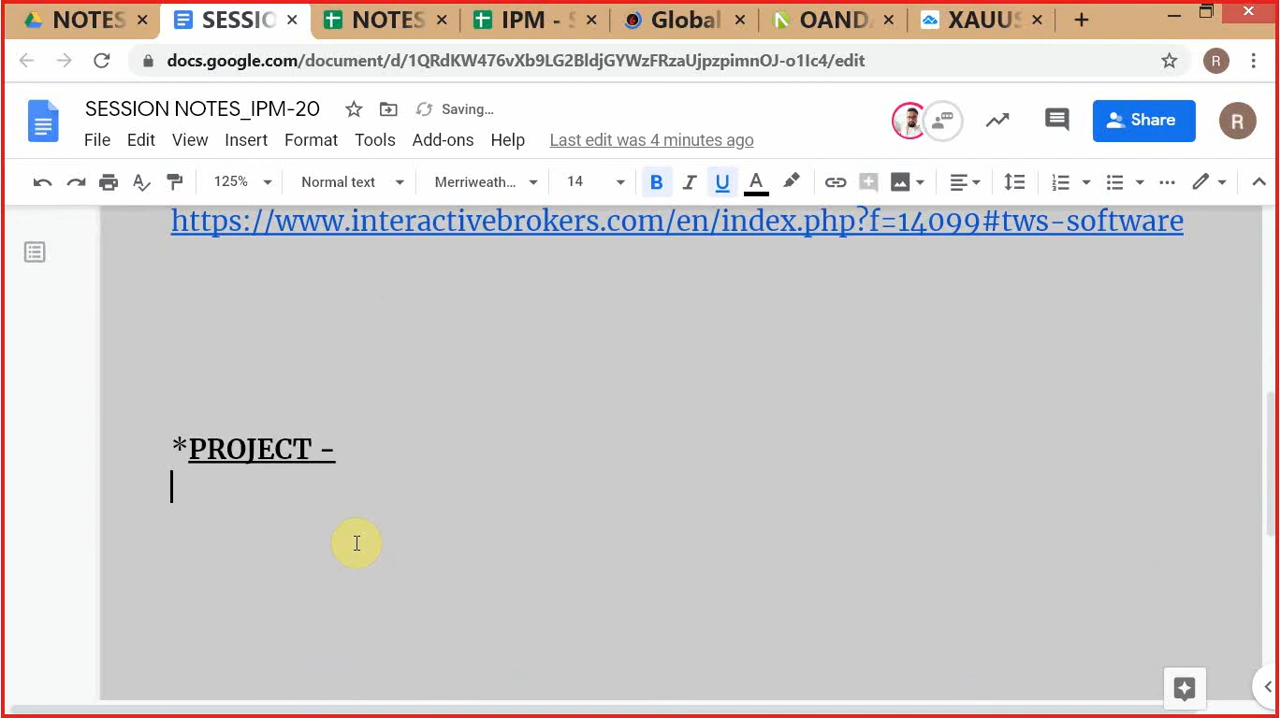 NOTES
SESSIO
NOTES
IPM - S
Global
OANDA
XAUUS
docs.google.com/document/d/1QRdKW476vXb9LG2BldjGYWzFRzaUjpzpimnOJ-o1Ic4/edit
R
SESSION NOTES_IPM-20
Saving...
Share
R
File Edit View Insert Format Tools Add-ons Help Last edit was 4 minutes ago
125% Normal text Merriweath... 14 B I U A
https://www.interactivebrokers.com/en/index.php?f=14099#tws-software
*PROJECT -